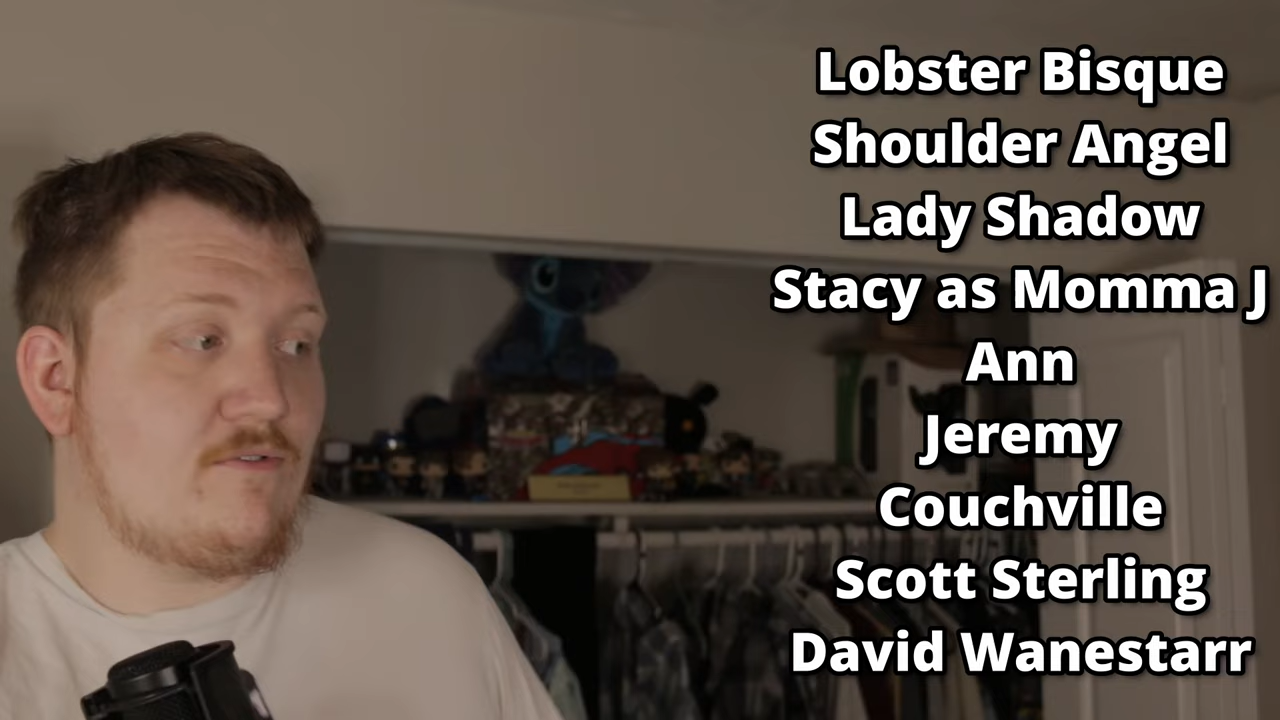 Lobster Bisque
Shoulder Angel
Lady Shadow
Stacy as Momma J
Ann
Jeremy
Couchville
Scott Sterling
David Wanestarr